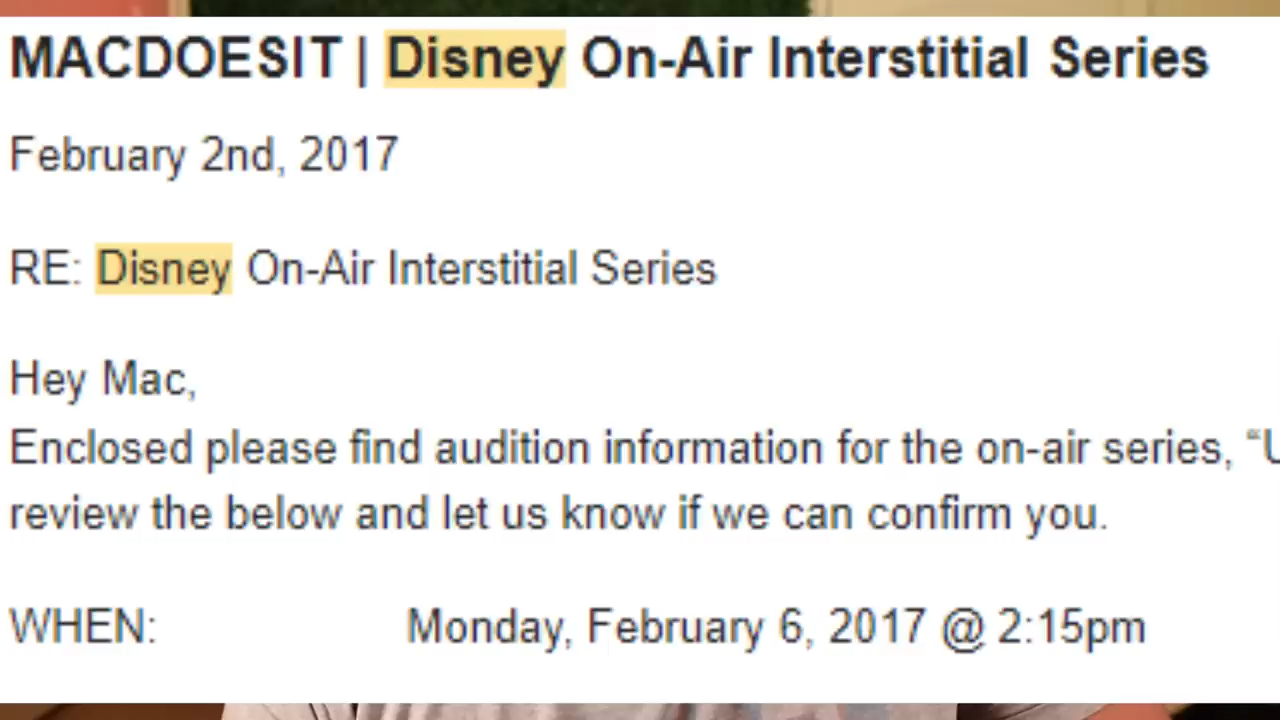 MACDOESIT | Disney On-Air Interstitial Series
February 2nd, 2017
RE: Disney On-Air Interstitial Series
Hey Mac,
Enclosed please find audition information for the on-air series, “U
review the below and let us know if we can confirm you.
WHEN: Monday, February 6, 2017 @ 2:15pm